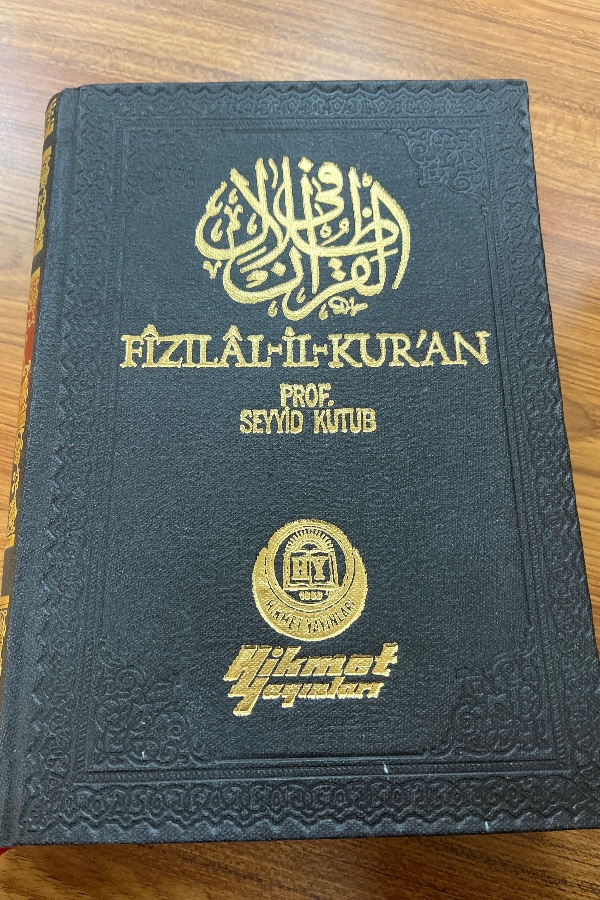 في ظلال القرآن
FÎZILÂL-İL-KUR'AN
PROF.
SEYYİD KUTUB
HY
HİKMET YAYINLARI
Hikmet
Yayınları